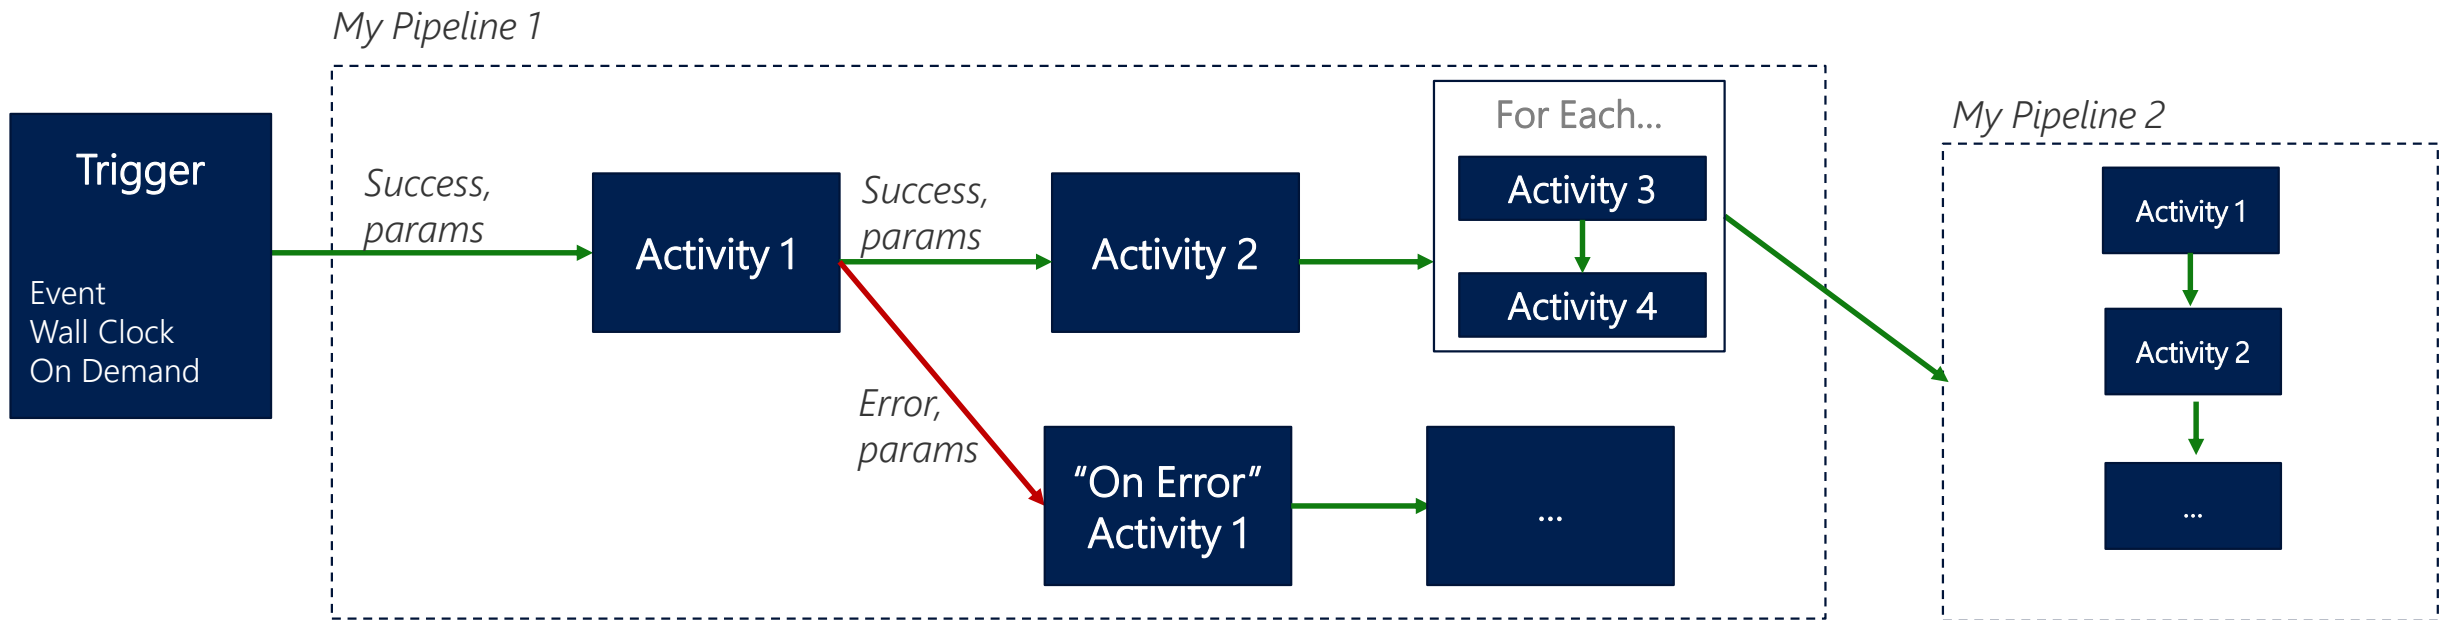 My Pipeline 1
Trigger
Event
Wall Clock
On Demand
Success,
params
Activity 1
Success,
params
Error,
params
Activity 2
"On Error"
Activity 1
For Each...
Activity 3
Activity 4
...
My Pipeline 2
Activity 1
Activity 2
...